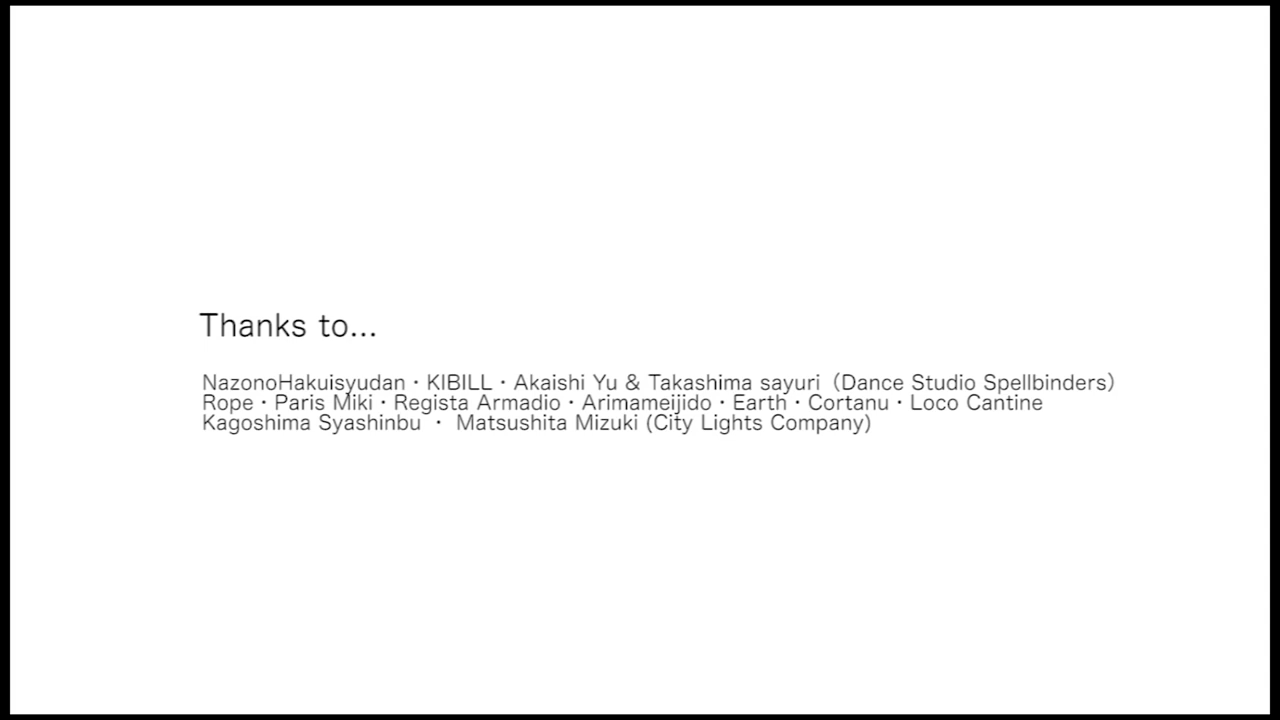 Thanks to...
NazonoHakuisyudan・KIBILL・Akaishi Yu & Takashima sayuri（Dance Studio Spellbinders）
Rope・Paris Miki・Regista Armadio・Arimameijido・Earth・Cortanu・Loco Cantine
Kagoshima Syashinbu ・ Matsushita Mizuki (City Lights Company)